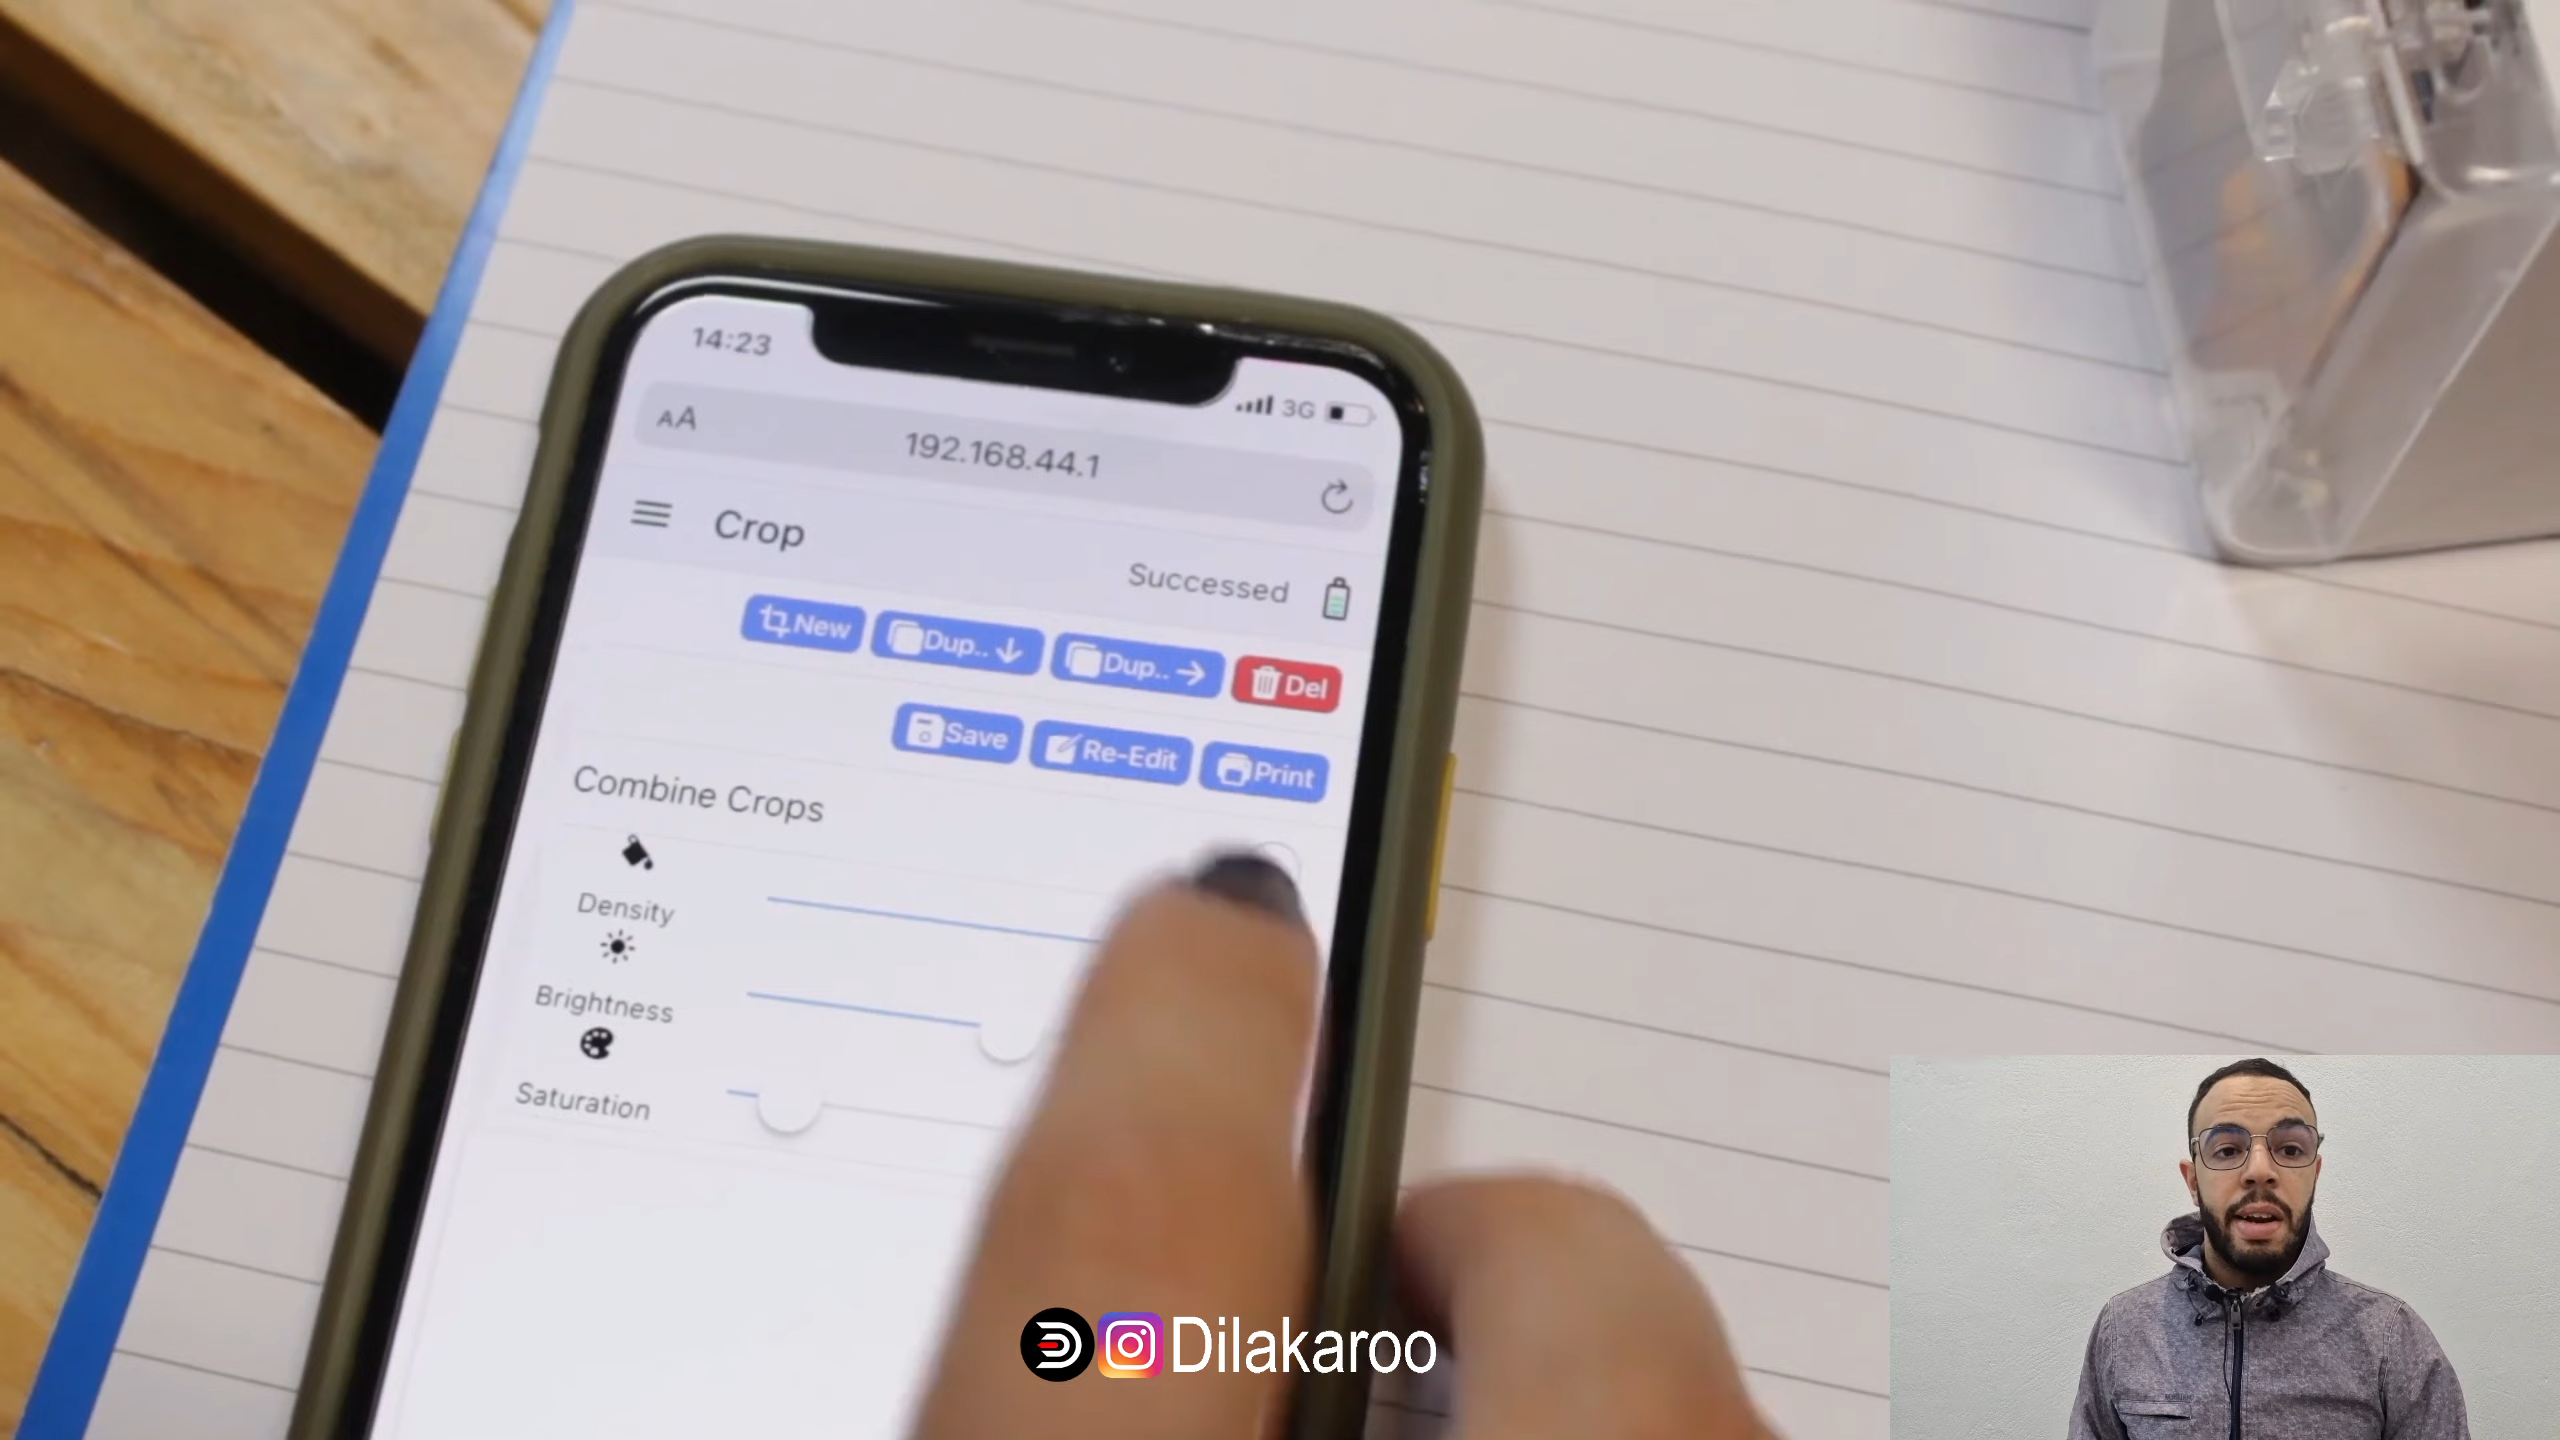 14:23
3G
AA
192.168.44.1
Crop
Successed
New
Dup..
Dup..
Del
Save
Re-Edit
Print
Combine Crops
Density
Brightness
Saturation
Dilakaroo